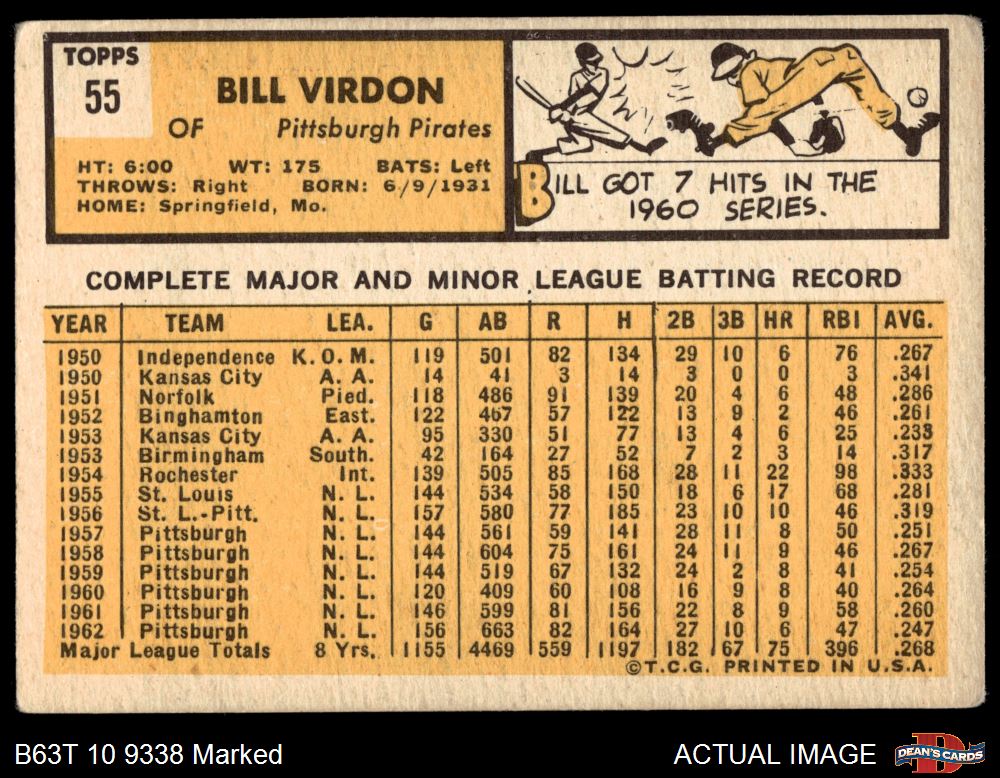 TOPPS
55
BILL VIRDON
OF Pittsburgh Pirates
HT: 6:00 WT: 175 BATS: Left
THROWS: Right BORN: 6/9/1931
HOME: Springfield, Mo.
BILL GOT 7 HITS IN THE
1960 SERIES.
COMPLETE MAJOR AND MINOR LEAGUE BATTING RECORD
YEAR TEAM LEA. G AB R H 2B 3B HR RBI AVG.
1950 Independence K. O. M. 119 501 82 134 29 10 6 76 .267
1950 Kansas City A. A. 14 41 3 14 3 0 0 3 .341
1951 Norfolk Pied. 118 486 91 139 20 4 6 48 .286
1952 Binghamton East. 122 467 57 122 13 9 2 46 .261
1953 Kansas City A. A. 95 330 51 77 13 4 6 25 .233
1953 Birmingham South. 42 164 27 52 7 2 3 14 .317
1954 Rochester Int. 139 505 85 168 28 11 22 98 .333
1955 St. Louis N. L. 144 534 58 150 18 6 17 68 .281
1956 St. L.-Pitt. N. L. 157 580 77 185 23 10 10 46 .319
1957 Pittsburgh N. L. 144 561 59 141 28 11 8 50 .251
1958 Pittsburgh N. L. 144 604 75 161 24 11 9 46 .267
1959 Pittsburgh N. L. 144 519 67 132 24 2 8 41 .254
1960 Pittsburgh N. L. 120 409 60 108 16 9 8 40 .264
1961 Pittsburgh N. L. 146 599 81 156 22 8 9 58 .260
1962 Pittsburgh N. L. 156 663 82 164 27 10 6 47 .247
Major League Totals 8 Yrs. 1155 4469 559 1197 182 67 75 396 .268
©T.C.G. PRINTED IN U.S.A.
B63T 10 9338 Marked ACTUAL IMAGE DEAN'S CARDS